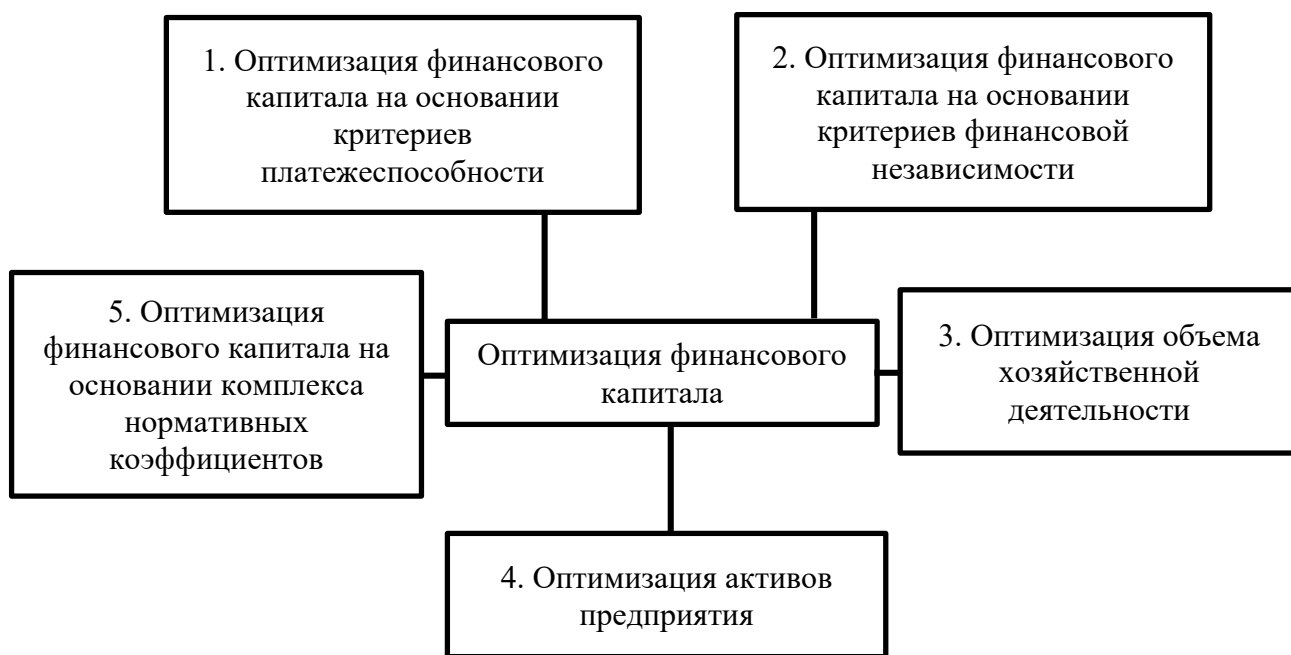 1. Оптимизация финансового
капитала на основании
критериев
платежеспособности
2. Оптимизация финансового
капитала на основании
критериев финансовой
независимости
5. Оптимизация
финансового капитала на
основании комплекса
нормативных
коэффициентов
Оптимизация финансового
капитала
3. Оптимизация объема
хозяйственной
деятельности
4. Оптимизация активов
предприятия